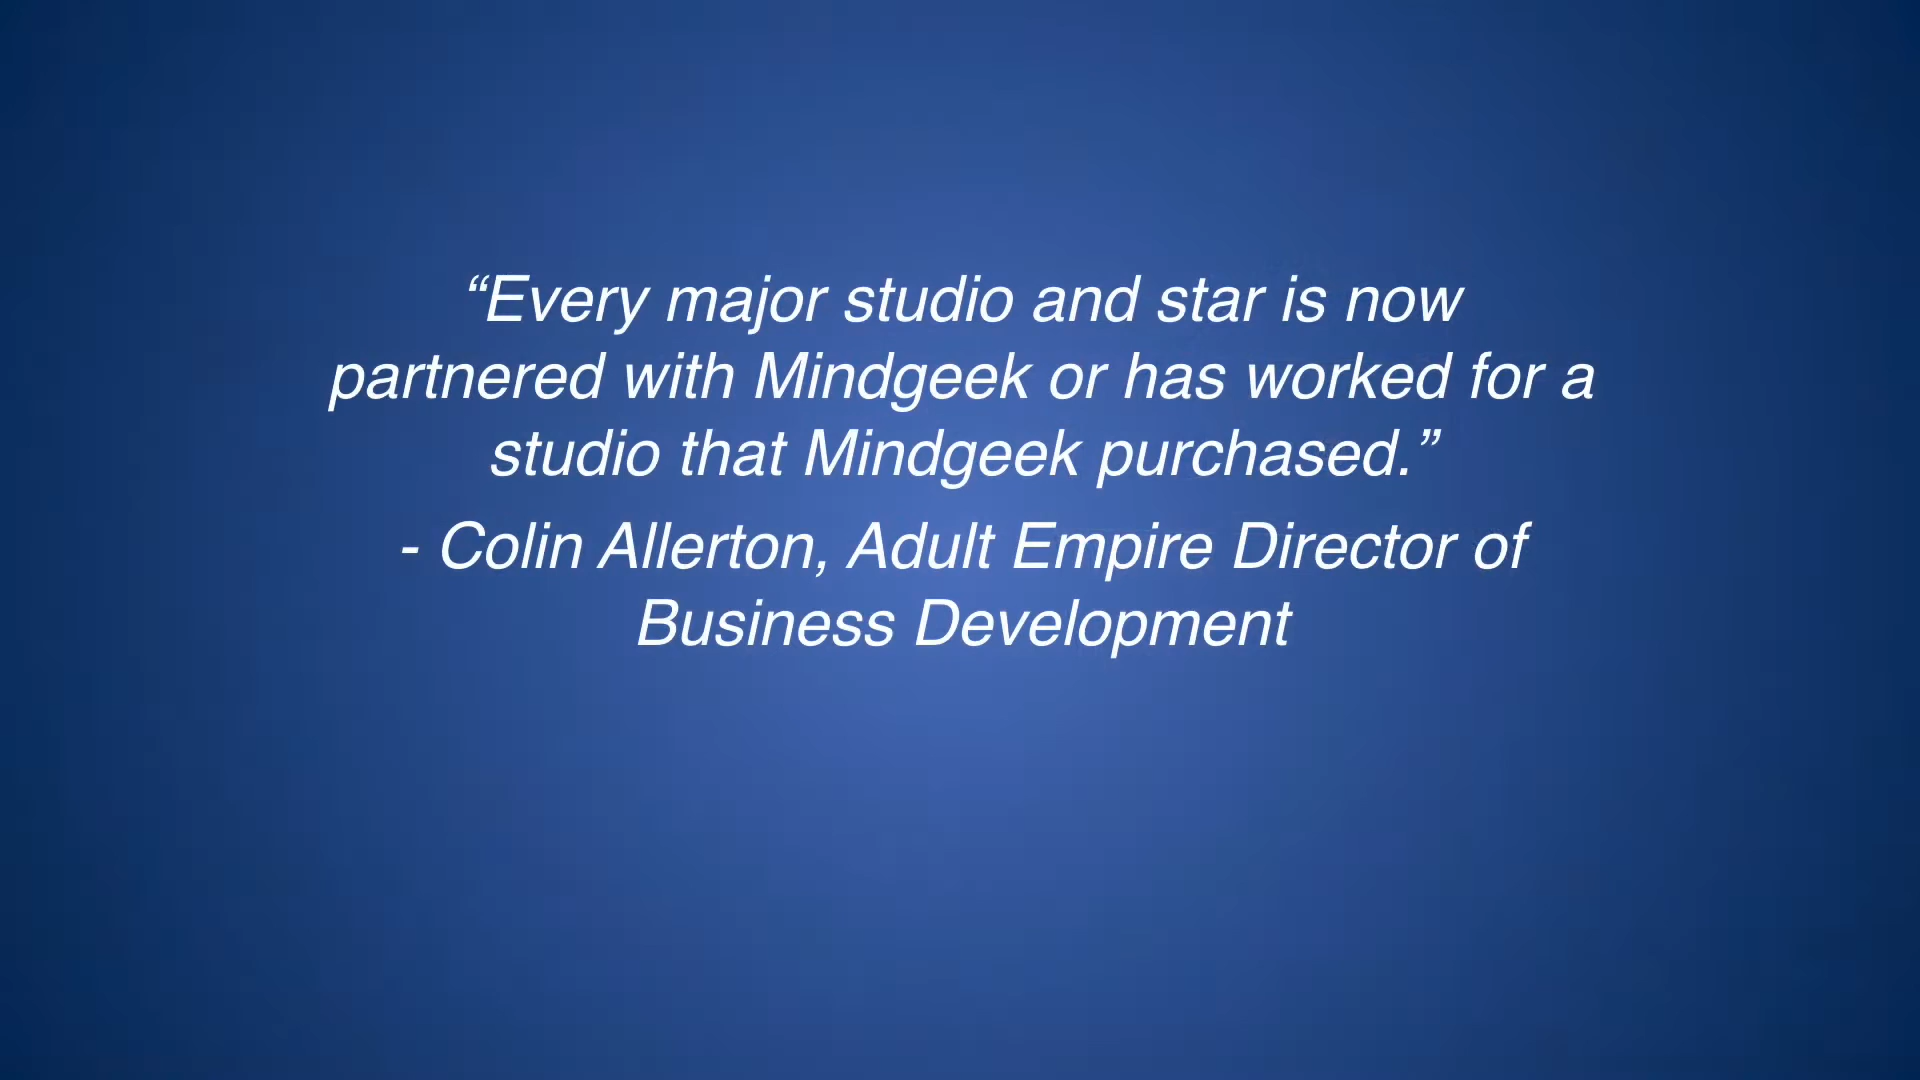 “Every major studio and star is now
partnered with Mindgeek or has worked for a
studio that Mindgeek purchased.”
- Colin Allerton, Adult Empire Director of
Business Development